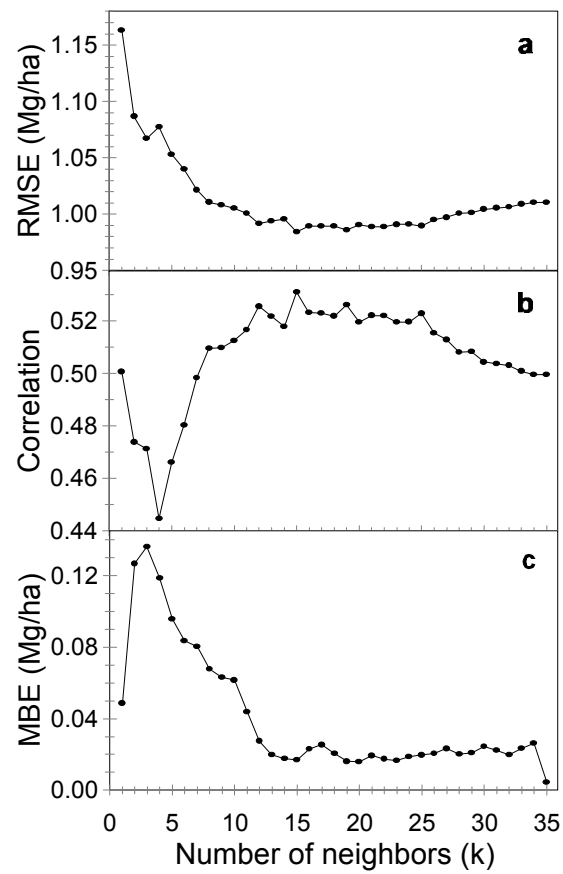 a
RMSE (Mg/ha)
1.15
1.10
1.05
1.00
0.95
b
Correlation
0.52
0.50
0.48
0.46
0.44
c
MBE (Mg/ha)
0.12
0.08
0.04
0.00
0 5 10 15 20 25 30 35
Number of neighbors (k)